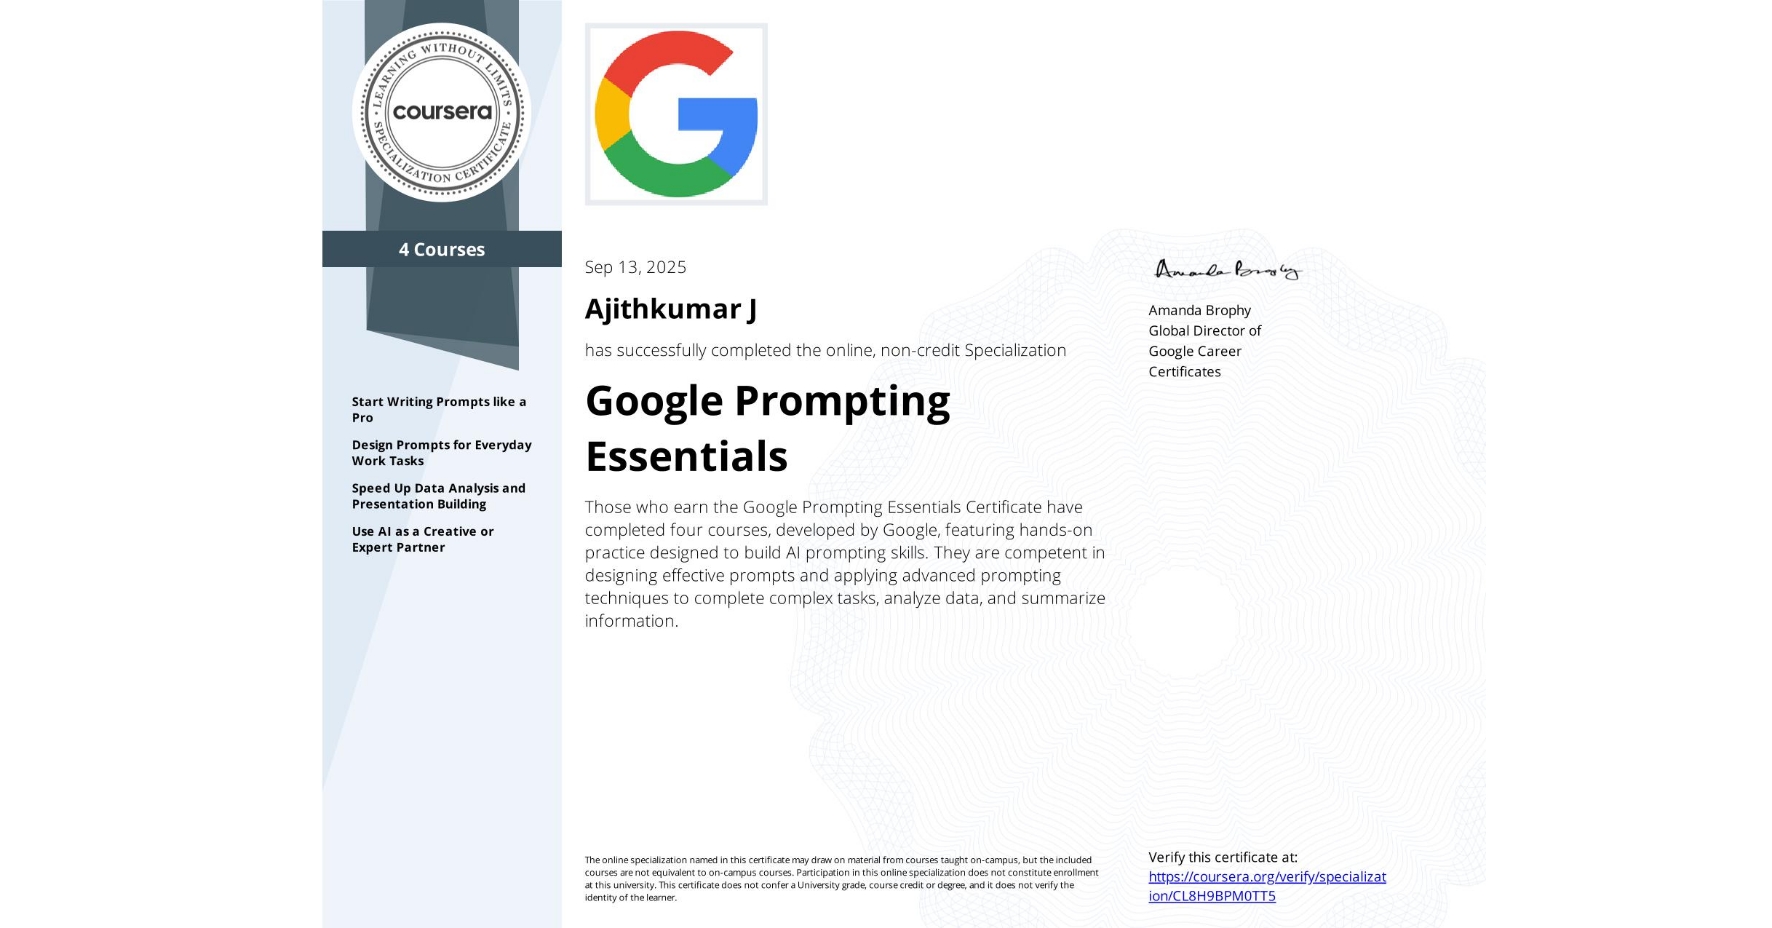 LEARNING WITHOUT LIMITS
coursera
SPECIALIZATION CERTIFICATE
4 Courses
Start Writing Prompts like a
Pro
Design Prompts for Everyday
Work Tasks
Speed Up Data Analysis and
Presentation Building
Use AI as a Creative or
Expert Partner
Sep 13, 2025
Ajithkumar J
has successfully completed the online, non-credit Specialization
Google Prompting
Essentials
Those who earn the Google Prompting Essentials Certificate have
completed four courses, developed by Google, featuring hands-on
practice designed to build AI prompting skills. They are competent in
designing effective prompts and applying advanced prompting
techniques to complete complex tasks, analyze data, and summarize
information.
Amanda Brophy
Amanda Brophy
Global Director of
Google Career
Certificates
The online specialization named in this certificate may draw on material from courses taught on-campus, but the included
courses are not equivalent to on-campus courses. Participation in this online specialization does not constitute enrollment
at this university. This certificate does not confer a University grade, course credit or degree, and it does not verify the
identity of the learner.
Verify this certificate at:
https://coursera.org/verify/specializat
ion/CL8H9BPM0TT5